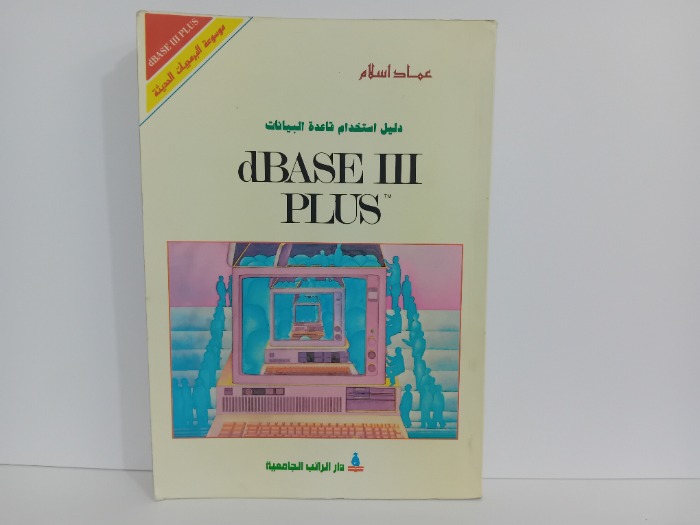 dBASE III PLUS
موسوعة البرمجيات الحديثة
عماد اسلام
دليل استخدام قاعدة البيانات
dBASE III
PLUS™
دار الراتب الجامعية